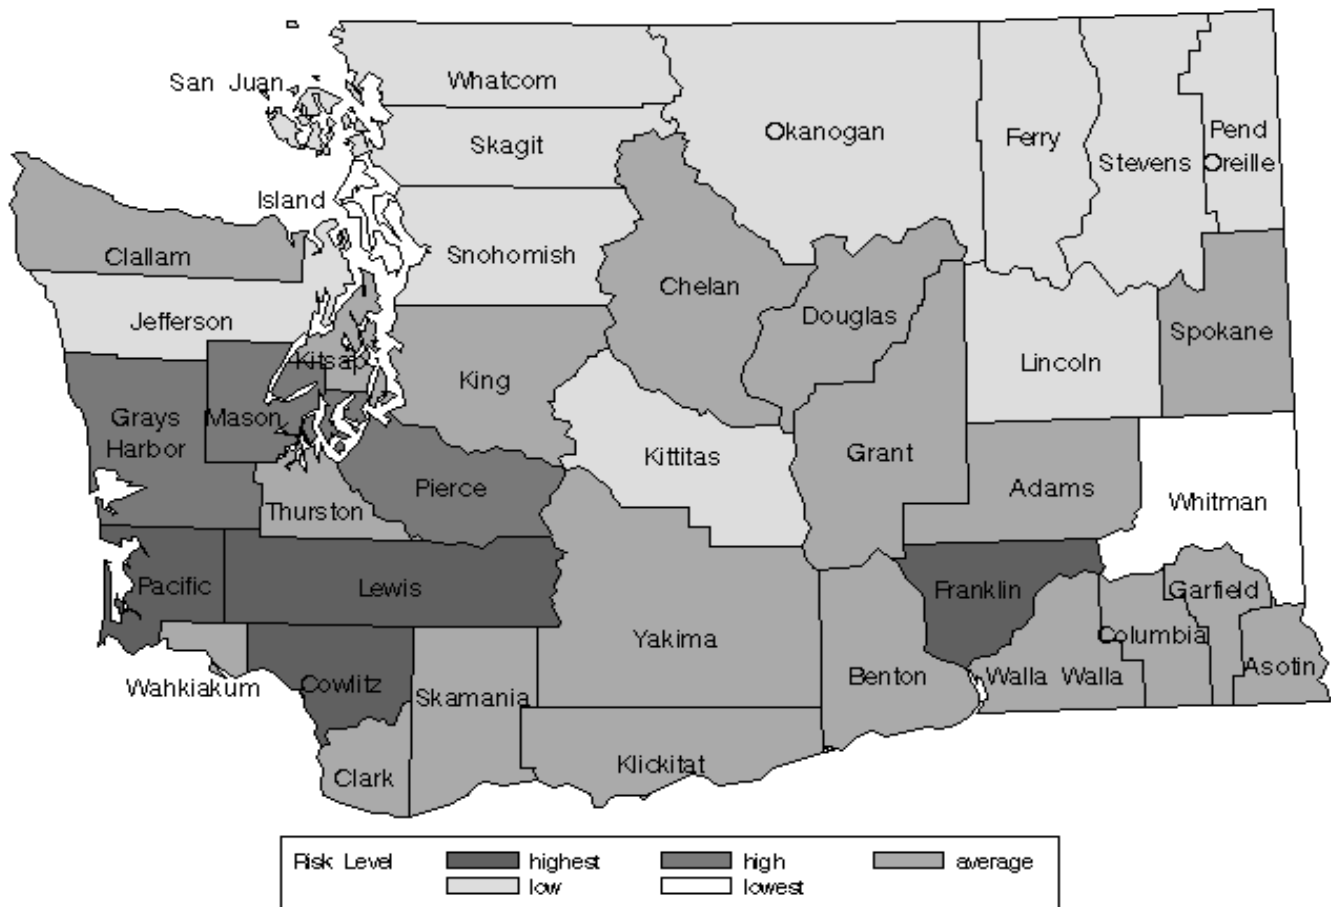 San Juan
Whatcom
Skagit
Okanogan
Ferry
Stevens
Pend
Oreille
Island
Clallam
Snohomish
Chelan
Jefferson
Douglas
Spokane
Kitsap
King
Lincoln
Grays
Harbor
Mason
Kittitas
Grant
Pierce
Adams
Whitman
Thurston
Pacific
Lewis
Franklin
Garfield
Yakima
Columbia
Wahkiakum
Cowlitz
Skamania
Benton
Walla Walla
Asotin
Clark
Klickitat
Risk Level highest high average
low lowest